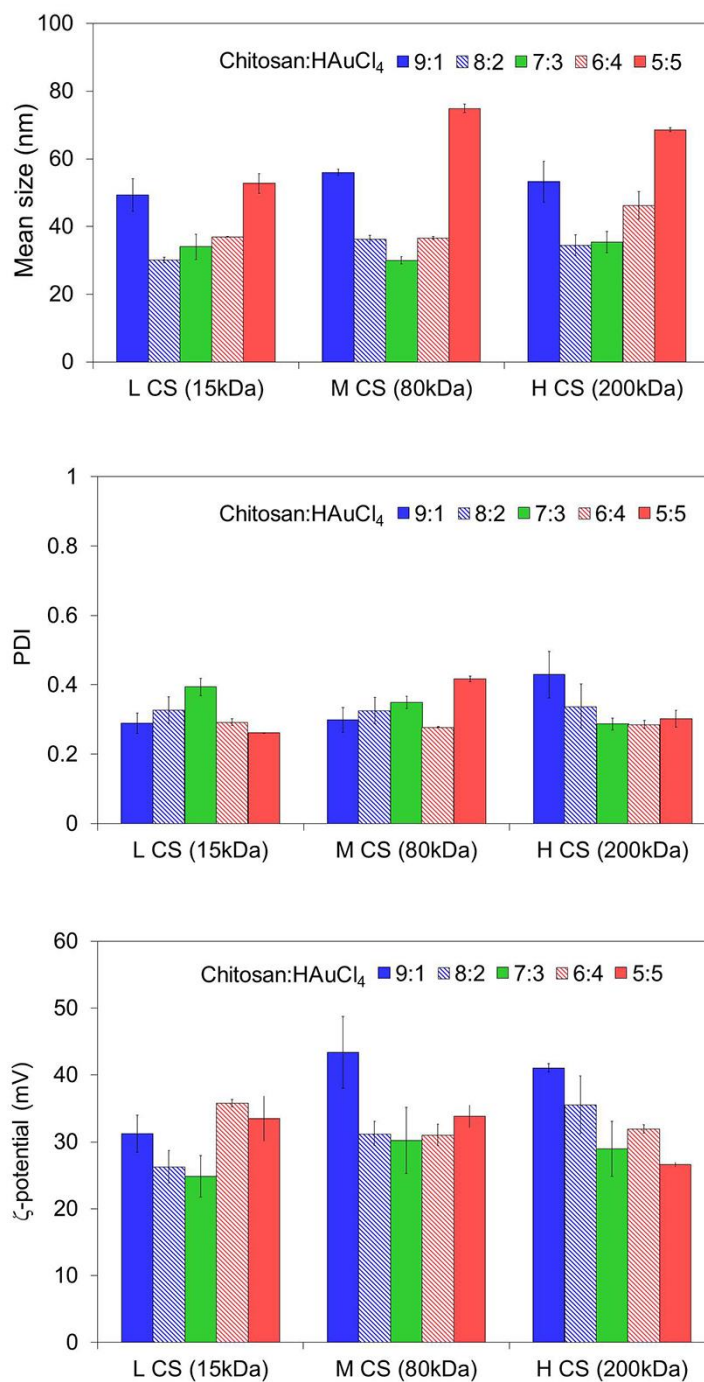 100
80
60
40
20
0
Mean size (nm)
Chitosan:HAuCl₄ 9:1 8:2 7:3 6:4 5:5
L CS (15kDa) M CS (80kDa) H CS (200kDa)
1
0.8
0.6
0.4
0.2
0
PDI
Chitosan:HAuCl₄ 9:1 8:2 7:3 6:4 5:5
L CS (15kDa) M CS (80kDa) H CS (200kDa)
60
50
40
30
20
10
0
ζ-potential (mV)
Chitosan:HAuCl₄ 9:1 8:2 7:3 6:4 5:5
L CS (15kDa) M CS (80kDa) H CS (200kDa)